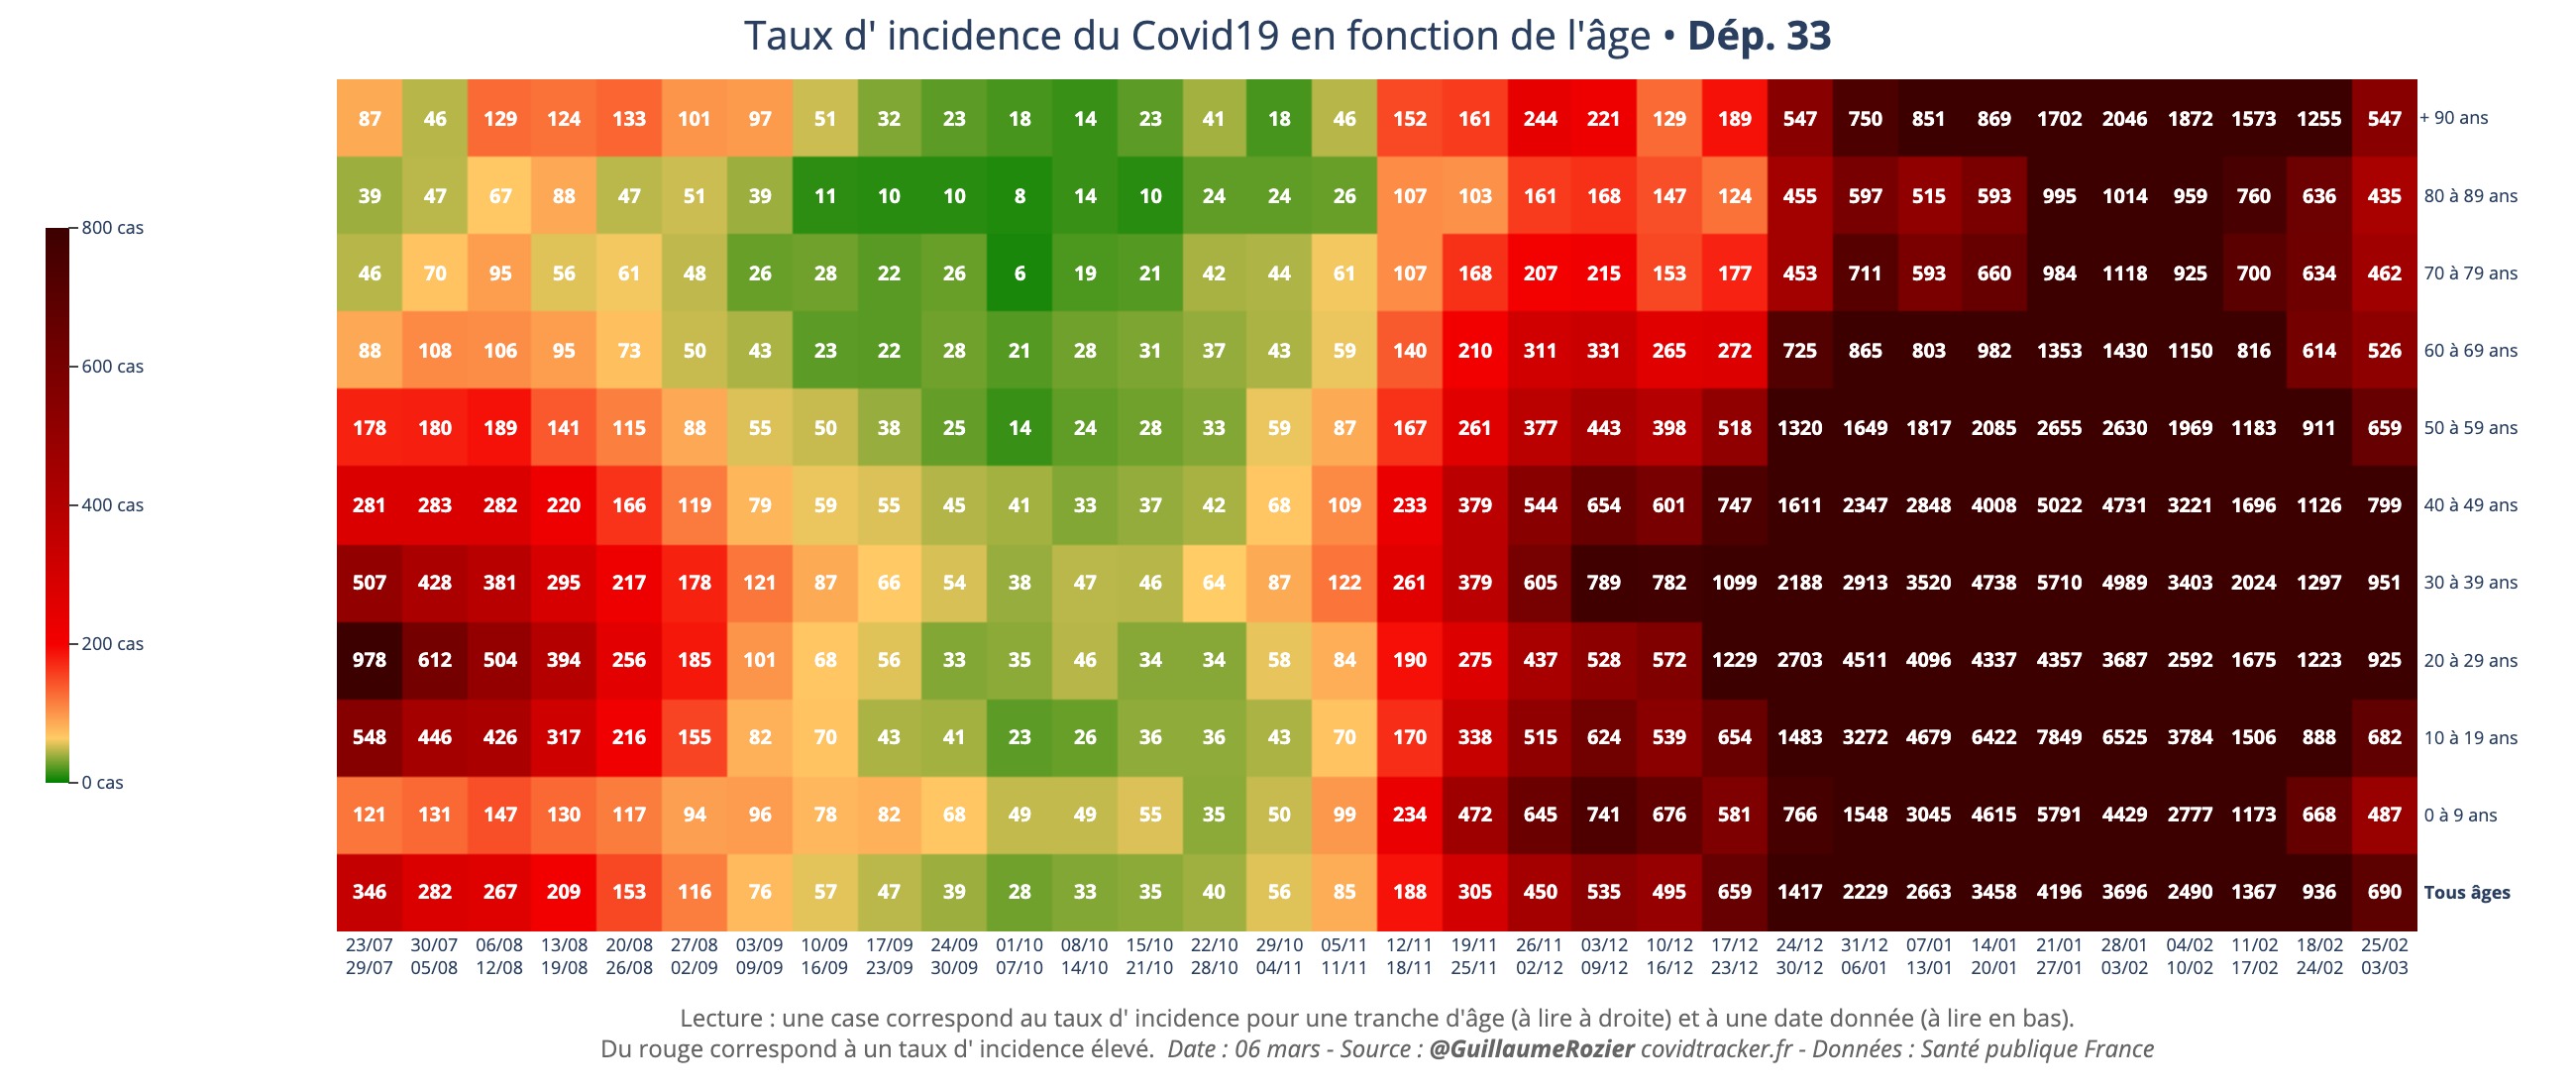 Taux d' incidence du Covid19 en fonction de l'âge • Dép. 33
800 cas
600 cas
400 cas
200 cas
0 cas
87 46 129 124 133 101 97 51 32 23 18 14 23 41 18 46 152 161 244 221 129 189 547 750 851 869 1702 2046 1872 1573 1255 547 + 90 ans
39 47 67 88 47 51 39 11 10 10 8 14 10 24 24 26 107 103 161 168 147 124 455 597 515 593 995 1014 959 760 636 435 80 à 89 ans
46 70 95 56 61 48 26 28 22 26 6 19 21 42 44 61 107 168 207 215 153 177 453 711 593 660 984 1118 925 700 634 462 70 à 79 ans
88 108 106 95 73 50 43 23 22 28 21 28 31 37 43 59 140 210 311 331 265 272 725 865 803 982 1353 1430 1150 816 614 526 60 à 69 ans
178 180 189 141 115 88 55 50 38 25 14 24 28 33 59 87 167 261 377 443 398 518 1320 1649 1817 2085 2655 2630 1969 1183 911 659 50 à 59 ans
281 283 282 220 166 119 79 59 55 45 41 33 37 42 68 109 233 379 544 654 601 747 1611 2347 2848 4008 5022 4731 3221 1696 1126 799 40 à 49 ans
507 428 381 295 217 178 121 87 66 54 38 47 46 64 87 122 261 379 605 789 782 1099 2188 2913 3520 4738 5710 4989 3403 2024 1297 951 30 à 39 ans
978 612 504 394 256 185 101 68 56 33 35 46 34 34 58 84 190 275 437 528 572 1229 2703 4511 4096 4337 4357 3687 2592 1675 1223 925 20 à 29 ans
548 446 426 317 216 155 82 70 43 41 23 26 36 36 43 70 170 338 515 624 539 654 1483 3272 4679 6422 7849 6525 3784 1506 888 682 10 à 19 ans
121 131 147 130 117 94 96 78 82 68 49 49 55 35 50 99 234 472 645 741 676 581 766 1548 3045 4615 5791 4429 2777 1173 668 487 0 à 9 ans
346 282 267 209 153 116 76 57 47 39 28 33 35 40 56 85 188 305 450 535 495 659 1417 2229 2663 3458 4196 3696 2490 1367 936 690 Tous âges
23/07 30/07 06/08 13/08 20/08 27/08 03/09 10/09 17/09 24/09 01/10 08/10 15/10 22/10 29/10 05/11 12/11 19/11 26/11 03/12 10/12 17/12 24/12 31/12 07/01 14/01 21/01 28/01 04/02 11/02 18/02 25/02
29/07 05/08 12/08 19/08 26/08 02/09 09/09 16/09 23/09 30/09 07/10 14/10 21/10 28/10 04/11 11/11 18/11 25/11 02/12 09/12 16/12 23/12 30/12 06/01 13/01 20/01 27/01 03/02 10/02 17/02 24/02 03/03
Lecture : une case correspond au taux d' incidence pour une tranche d'âge (à lire à droite) et à une date donnée (à lire en bas).
Du rouge correspond à un taux d' incidence élevé. Date : 06 mars - Source : @GuillaumeRozier covidtracker.fr - Données : Santé publique France